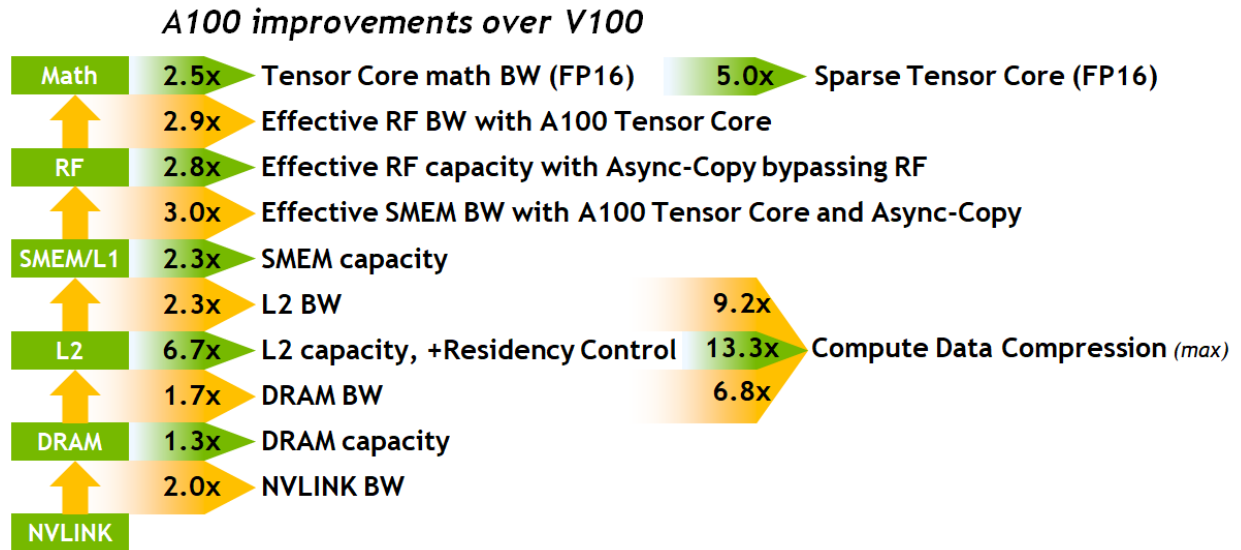 A100 improvements over V100
Math 2.5x Tensor Core math BW (FP16) 5.0x Sparse Tensor Core (FP16)
2.9x Effective RF BW with A100 Tensor Core
RF 2.8x Effective RF capacity with Async-Copy bypassing RF
3.0x Effective SMEM BW with A100 Tensor Core and Async-Copy
SMEM/L1 2.3x SMEM capacity
2.3x L2 BW 9.2x
L2 6.7x L2 capacity, +Residency Control 13.3x Compute Data Compression (max)
1.7x DRAM BW 6.8x
DRAM 1.3x DRAM capacity
2.0x NVLINK BW
NVLINK